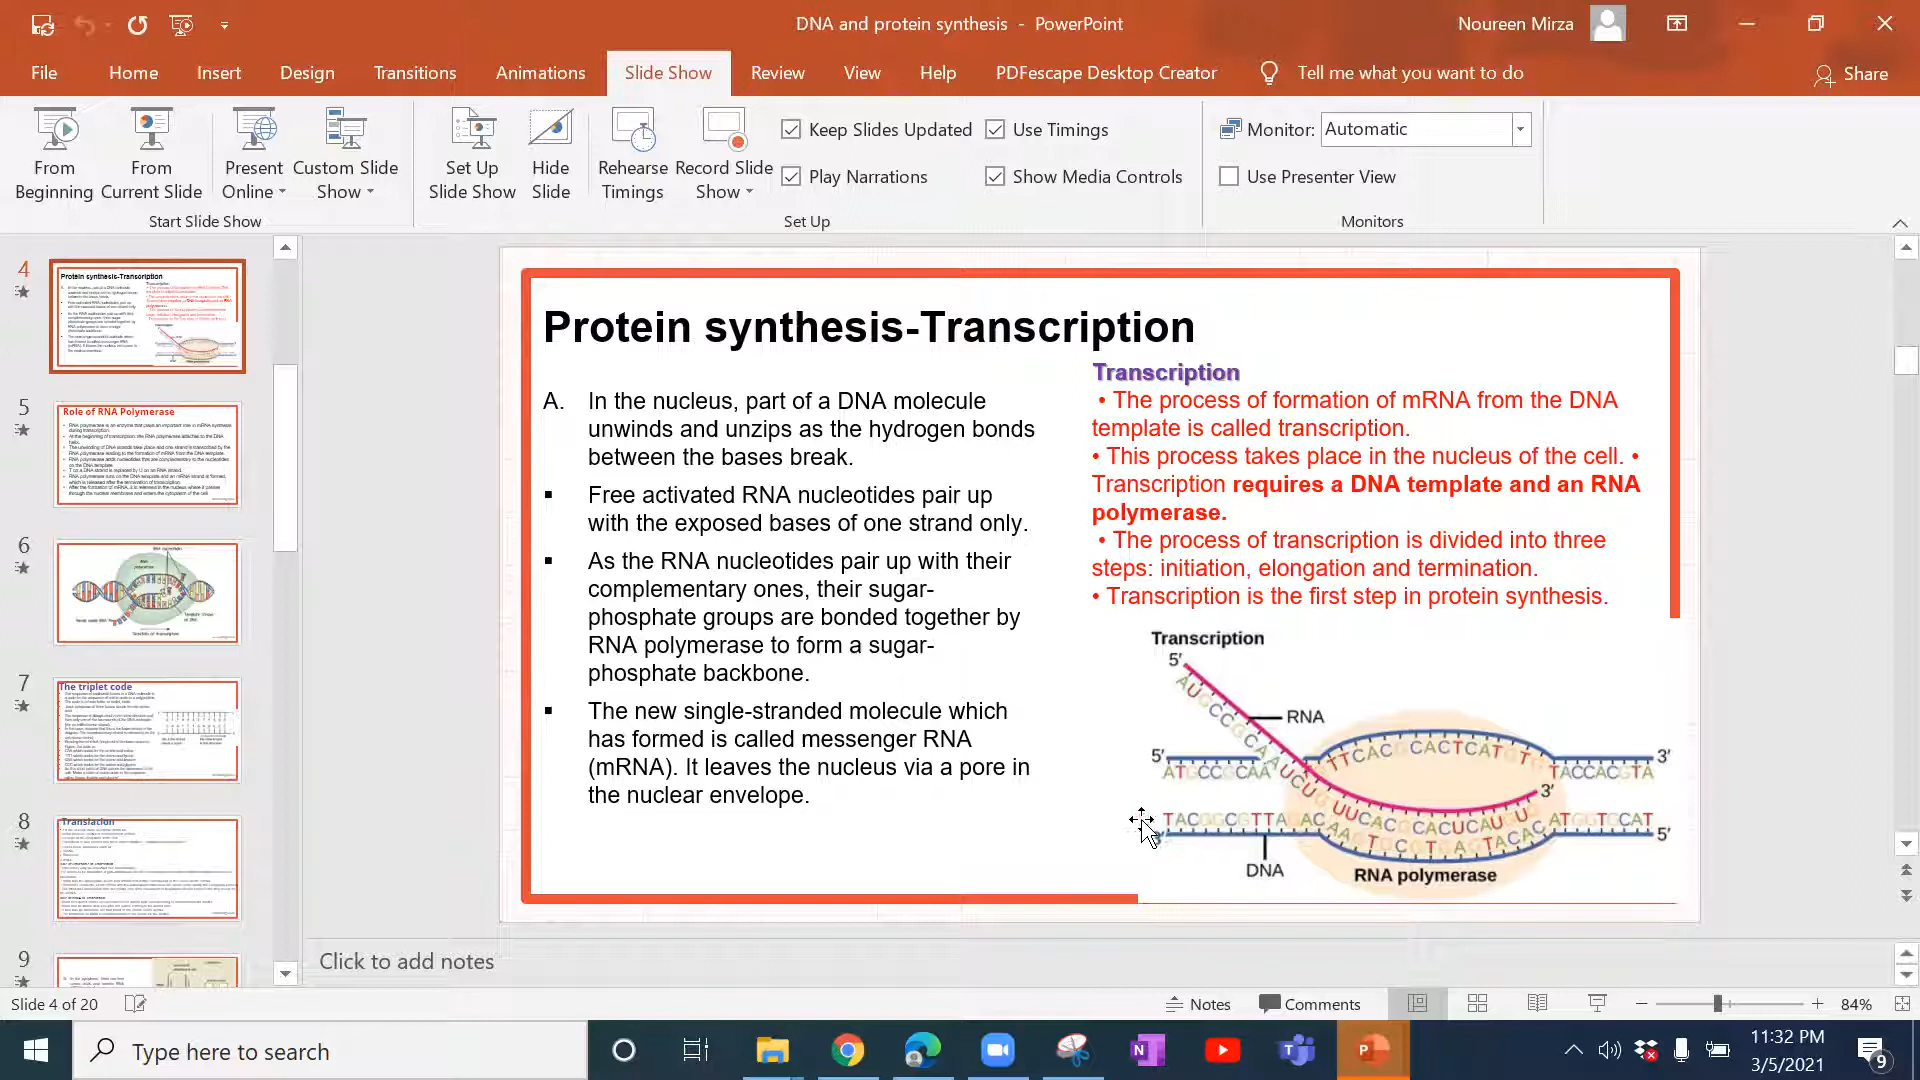 DNA and protein synthesis - PowerPoint
Noureen Mirza
File Home Insert Design Transitions Animations Slide Show Review View Help PDFescape Desktop Creator Tell me what you want to do Share
From Beginning
From Current Slide
Present Online
Custom Slide Show
Set Up Slide Show
Hide Slide
Rehearse Timings
Record Slide Show
Keep Slides Updated
Use Timings
Play Narrations
Show Media Controls
Monitor: Automatic
Use Presenter View
Start Slide Show
Set Up
Monitors
4
Protein synthesis-Transcription
5
Role of RNA Polymerase
6
7
The triplet code
8
Translation
9
Protein synthesis-Transcription
A. In the nucleus, part of a DNA molecule
unwinds and unzips as the hydrogen bonds
between the bases break.
▪ Free activated RNA nucleotides pair up
with the exposed bases of one strand only.
▪ As the RNA nucleotides pair up with their
complementary ones, their sugar-
phosphate groups are bonded together by
RNA polymerase to form a sugar-
phosphate backbone.
▪ The new single-stranded molecule which
has formed is called messenger RNA
(mRNA). It leaves the nucleus via a pore in
the nuclear envelope.
Transcription
• The process of formation of mRNA from the DNA
template is called transcription.
• This process takes place in the nucleus of the cell. •
Transcription requires a DNA template and an RNA
polymerase.
• The process of transcription is divided into three
steps: initiation, elongation and termination.
• Transcription is the first step in protein synthesis.
Transcription
5′
RNA
5′
3′
ATGCCGCAA
TACCACGTA
3′
5′
DNA
RNA polymerase
Click to add notes
Slide 4 of 20
Notes
Comments
84%
Type here to search
11:32 PM
3/5/2021
9